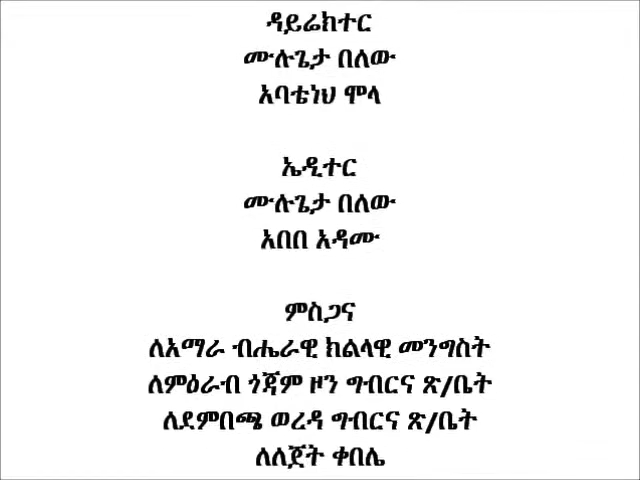 ዳይሬክተር
ሙሉጌታ በለው
አባቴነህ ሞላ
ኤዲተር
ሙሉጌታ በለው
አበበ አዳሙ
ምስጋና
ለአማራ ብሔራዊ ክልላዊ መንግስት
ለምዕራብ ጎጃም ዞን ግብርና ጽ/ቤት
ለደምበጫ ወረዳ ግብርና ጽ/ቤት
ለለጀት ቀበሌ